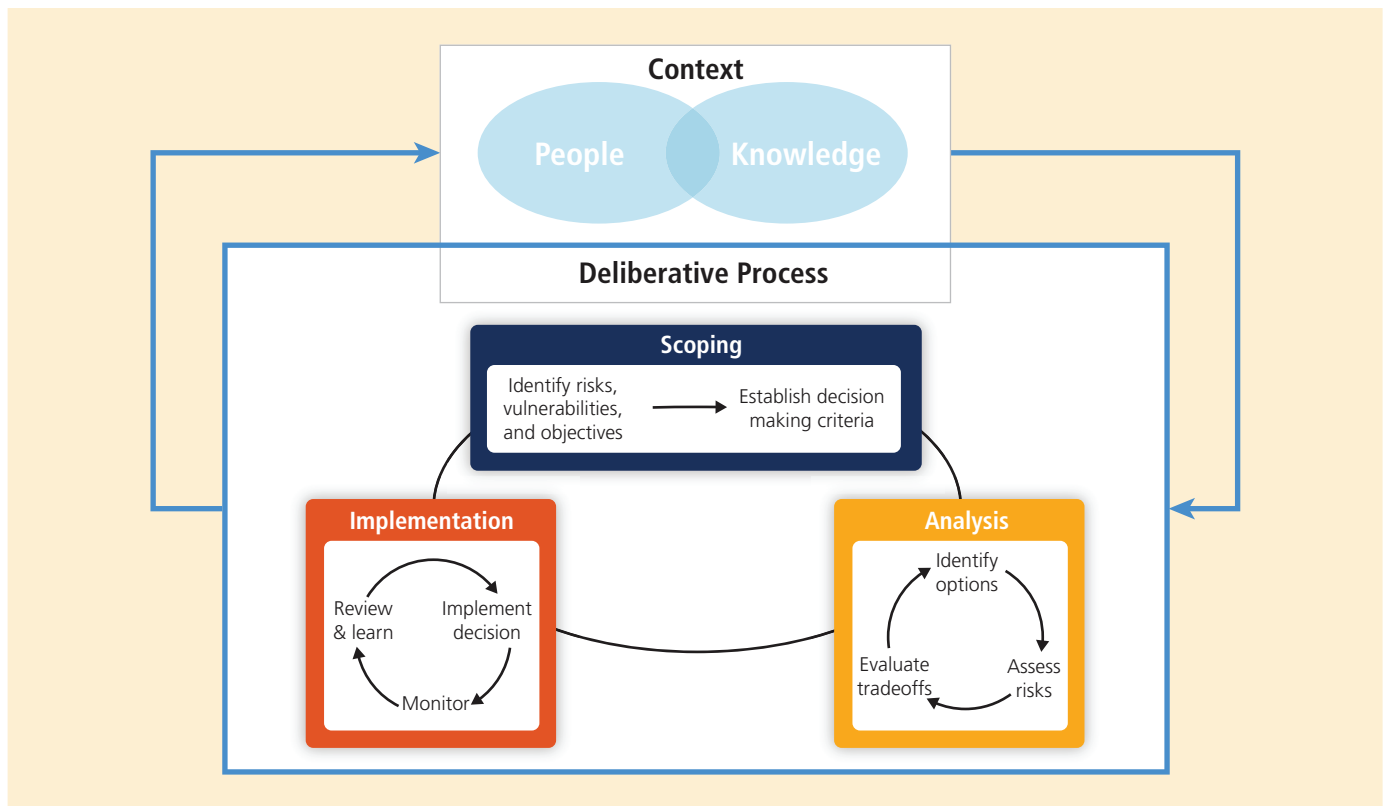 Context
People
Knowledge
Deliberative Process
Scoping
Identify risks,
vulnerabilities,
and objectives
Establish decision
making criteria
Implementation
Review
& learn
Implement
decision
Monitor
Analysis
Identify
options
Assess
risks
Evaluate
tradeoffs